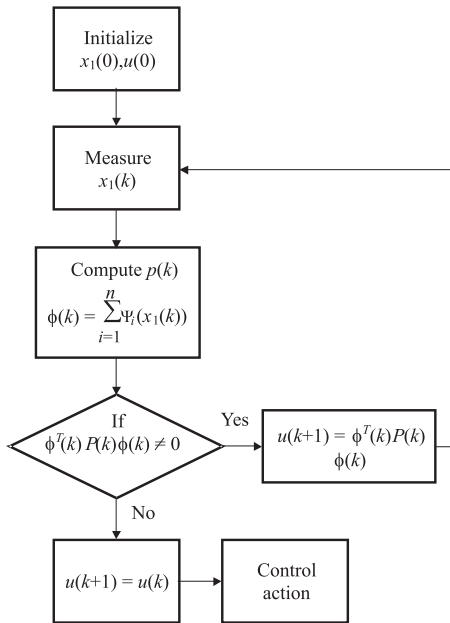 Initialize
x₁(0),u(0)
Measure
x₁(k)
Compute p(k)
n
ϕ(k) = ∑Ψᵢ(x₁(k))
i=1
If
ϕᵀ(k) P(k)ϕ(k) ≠ 0
Yes
u(k+1) = ϕᵀ(k)P(k)
ϕ(k)
No
u(k+1) = u(k)
Control
action